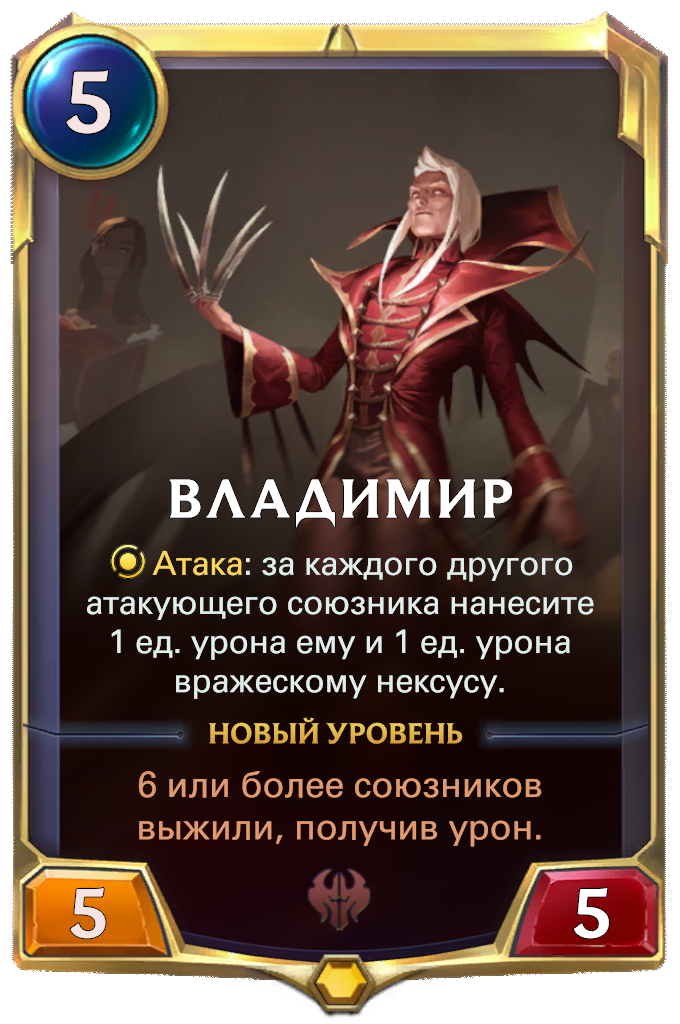 5
ВЛАДИМИР
Атака: за каждого другого
атакующего союзника нанесите
1 ед. урона ему и 1 ед. урона
вражескому нексусу.
НОВЫЙ УРОВЕНЬ
6 или более союзников
выжили, получив урон.
5
5